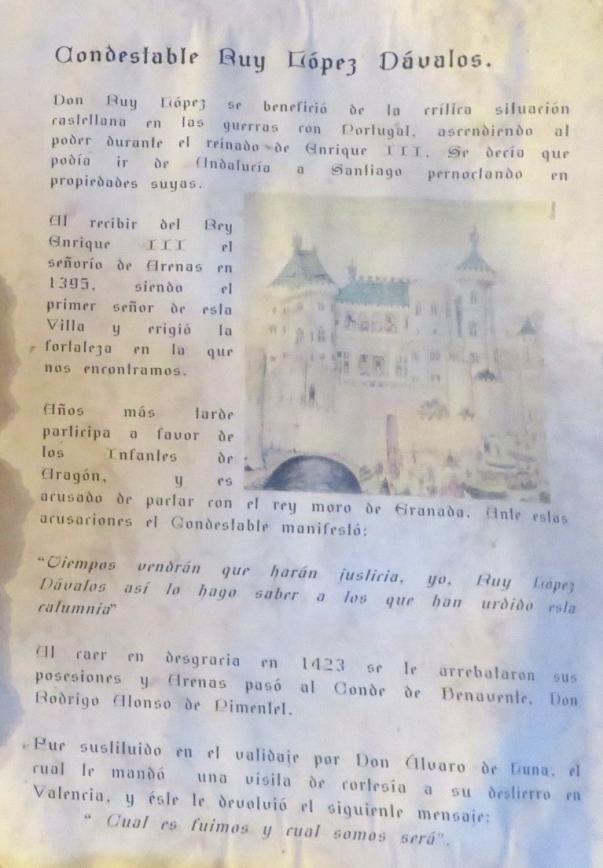 Condestable Ruy López Dávalos.
Don Ruy López se benefició de la crítica situación
castellana en las guerras con Portugal, ascendiendo al
poder durante el reinado de Enrique III. Se decía que
podía ir de Andalucía a Santiago pernoctando en
propiedades suyas.
Al recibir del Rey
Enrique III el
señorío de Arenas en
1395, siendo el
primer señor de esta
Villa y erigió la
fortaleza en la que
nos encontramos.
Años más tarde
participa a favor de
los Infantes de
Aragón, y es
acusado de pactar con el rey moro de Granada. Ante estas
acusaciones el Condestable manifestó:
"Tiempos vendrán que harán justicia, yo, Ruy López
Dávalos así lo hago saber a los que han urdido esta
calumnia"
Al caer en desgracia en 1423 se le arrebataron sus
posesiones y Arenas pasó al Conde de Benavente, Don
Rodrigo Alonso de Pimentel.
Fue sustituido en el validaje por Don Álvaro de Luna, el
cual le mandó una visita de cortesía a su destierro en
Valencia, y éste le devolvió el siguiente mensaje:
" Cual es fuimos y cual somos será".